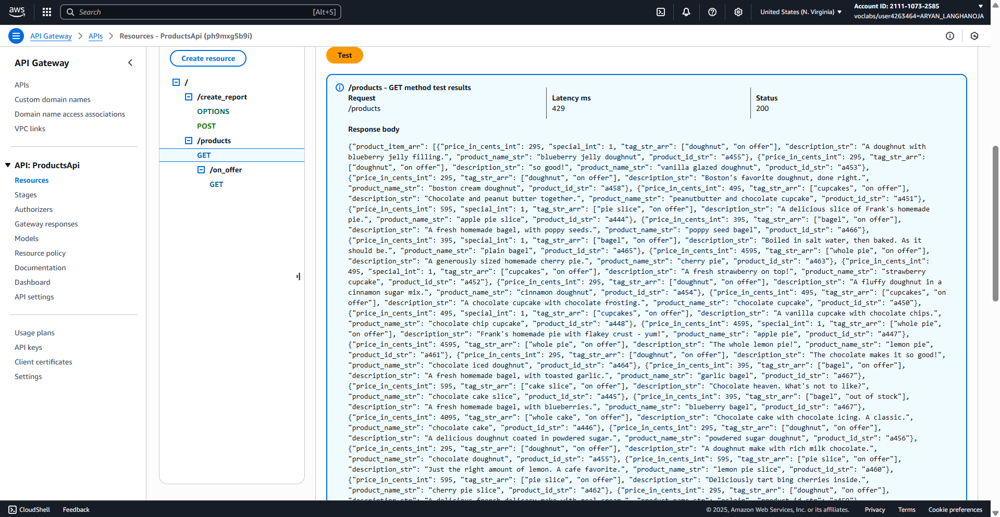 aws
Search [Alt+S]
United States (N. Virginia)
Account ID: 2111-1073-2585
voclabs/user4263464=ARYAN_LANGHANOJA
API Gateway
APIs
Resources - ProductsApi (ph9mxg5b9i)
API Gateway
APIs
Custom domain names
Domain name access associations
VPC links
API: ProductsApi
Resources
Stages
Authorizers
Gateway responses
Models
Resource policy
Documentation
Dashboard
API settings
Usage plans
API keys
Client certificates
Settings
Create resource
/
/create_report
OPTIONS
POST
/products
GET
/on_offer
GET
Test
/products - GET method test results
Request
/products
Latency ms
429
Status
200
Response body
{"product_item_arr": [{"price_in_cents_int": 295, "special_int": 1, "tag_str_arr": ["doughnut", "on offer"], "description_str": "A doughnut with
blueberry jelly filling.", "product_name_str": "blueberry jelly doughnut", "product_id_str": "a455"}, {"price_in_cents_int": 295, "tag_str_arr":
["doughnut", "on offer"], "description_str": "so good!", "product_name_str": "vanilla glazed doughnut", "product_id_str": "a453"},
{"price_in_cents_int": 295, "tag_str_arr": ["doughnut", "on offer"], "description_str": "Boston's favorite doughnut, done right.",
"product_name_str": "boston cream doughnut", "product_id_str": "a458"}, {"price_in_cents_int": 495, "tag_str_arr": ["cupcakes", "on offer"],
"description_str": "Chocolate and peanut butter together.", "product_name_str": "peanutbutter and chocolate cupcake", "product_id_str": "a451"},
{"price_in_cents_int": 595, "special_int": 1, "tag_str_arr": ["pie slice", "on offer"], "description_str": "A delicious slice of Frank's homemade
pie.", "product_name_str": "apple pie slice", "product_id_str": "a444"}, {"price_in_cents_int": 395, "tag_str_arr": ["bagel", "on offer"],
"description_str": "A fresh homemade bagel, with poppy seeds.", "product_name_str": "poppy seed bagel", "product_id_str": "a466"},
{"price_in_cents_int": 395, "special_int": 1, "tag_str_arr": ["bagel", "on offer"], "description_str": "Boiled in salt water, then baked. As it
should be.", "product_name_str": "plain bagel", "product_id_str": "a465"}, {"price_in_cents_int": 4595, "tag_str_arr": ["whole pie", "on offer"],
"description_str": "A generously sized homemade cherry pie.", "product_name_str": "cherry pie", "product_id_str": "a463"}, {"price_in_cents_int":
495, "special_int": 1, "tag_str_arr": ["cupcakes", "on offer"], "description_str": "A fresh strawberry on top!", "product_name_str": "strawberry
cupcake", "product_id_str": "a452"}, {"price_in_cents_int": 295, "tag_str_arr": ["doughnut", "on offer"], "description_str": "A fluffy doughnut in a
cinnamon sugar mix.", "product_name_str": "cinnamon doughnut", "product_id_str": "a454"}, {"price_in_cents_int": 495, "tag_str_arr": ["cupcakes", "on
offer"], "description_str": "A chocolate cupcake with chocolate frosting.", "product_name_str": "chocolate cupcake", "product_id_str": "a450"},
{"price_in_cents_int": 495, "special_int": 1, "tag_str_arr": ["cupcakes", "on offer"], "description_str": "A vanilla cupcake with chocolate chips.",
"product_name_str": "chocolate chip cupcake", "product_id_str": "a448"}, {"price_in_cents_int": 4595, "special_int": 1, "tag_str_arr": ["whole pie",
"on offer"], "description_str": "Frank's homemade pie with flakey crust - yum!", "product_name_str": "apple pie", "product_id_str": "a447"},
{"price_in_cents_int": 4595, "tag_str_arr": ["whole pie", "on offer"], "description_str": "The whole lemon pie!", "product_name_str": "lemon pie",
"product_id_str": "a461"}, {"price_in_cents_int": 295, "tag_str_arr": ["doughnut", "on offer"], "description_str": "The chocolate makes it so good!",
"product_name_str": "chocolate iced doughnut", "product_id_str": "a464"}, {"price_in_cents_int": 395, "tag_str_arr": ["bagel", "on offer"],
"description_str": "A fresh homemade bagel, with toasted garlic.", "product_name_str": "garlic bagel", "product_id_str": "a467"},
{"price_in_cents_int": 595, "tag_str_arr": ["cake slice", "on offer"], "description_str": "Chocolate heaven. What's not to like?",
"product_name_str": "chocolate cake slice", "product_id_str": "a445"}, {"price_in_cents_int": 395, "tag_str_arr": ["bagel", "out of stock"],
"description_str": "A fresh homemade bagel, with blueberries.", "product_name_str": "blueberry bagel", "product_id_str": "a467"},
{"price_in_cents_int": 4095, "tag_str_arr": ["whole cake", "on offer"], "description_str": "Chocolate cake with chocolate icing. A classic.",
"product_name_str": "chocolate cake", "product_id_str": "a446"}, {"price_in_cents_int": 295, "tag_str_arr": ["doughnut", "on offer"],
"description_str": "A delicious doughnut coated in powdered sugar.", "product_name_str": "powdered sugar doughnut", "product_id_str": "a456"},
{"price_in_cents_int": 295, "tag_str_arr": ["doughnut", "on offer"], "description_str": "A doughnut make with rich milk chocolate.",
"product_name_str": "chocolate doughnut", "product_id_str": "a455"}, {"price_in_cents_int": 595, "tag_str_arr": ["pie slice", "on offer"],
"description_str": "Just the right amount of lemon. A cafe favorite.", "product_name_str": "lemon pie slice", "product_id_str": "a460"},
{"price_in_cents_int": 595, "tag_str_arr": ["pie slice", "on offer"], "description_str": "Deliciously tart bing cherries inside.",
"product_name_str": "cherry pie slice", "product_id_str": "a462"}, {"price_in_cents_int": 295, "tag_str_arr": ["doughnut", "on offer"],
CloudShell
Feedback
© 2025, Amazon Web Services, Inc. or its affiliates.
Privacy
Terms
Cookie preferences